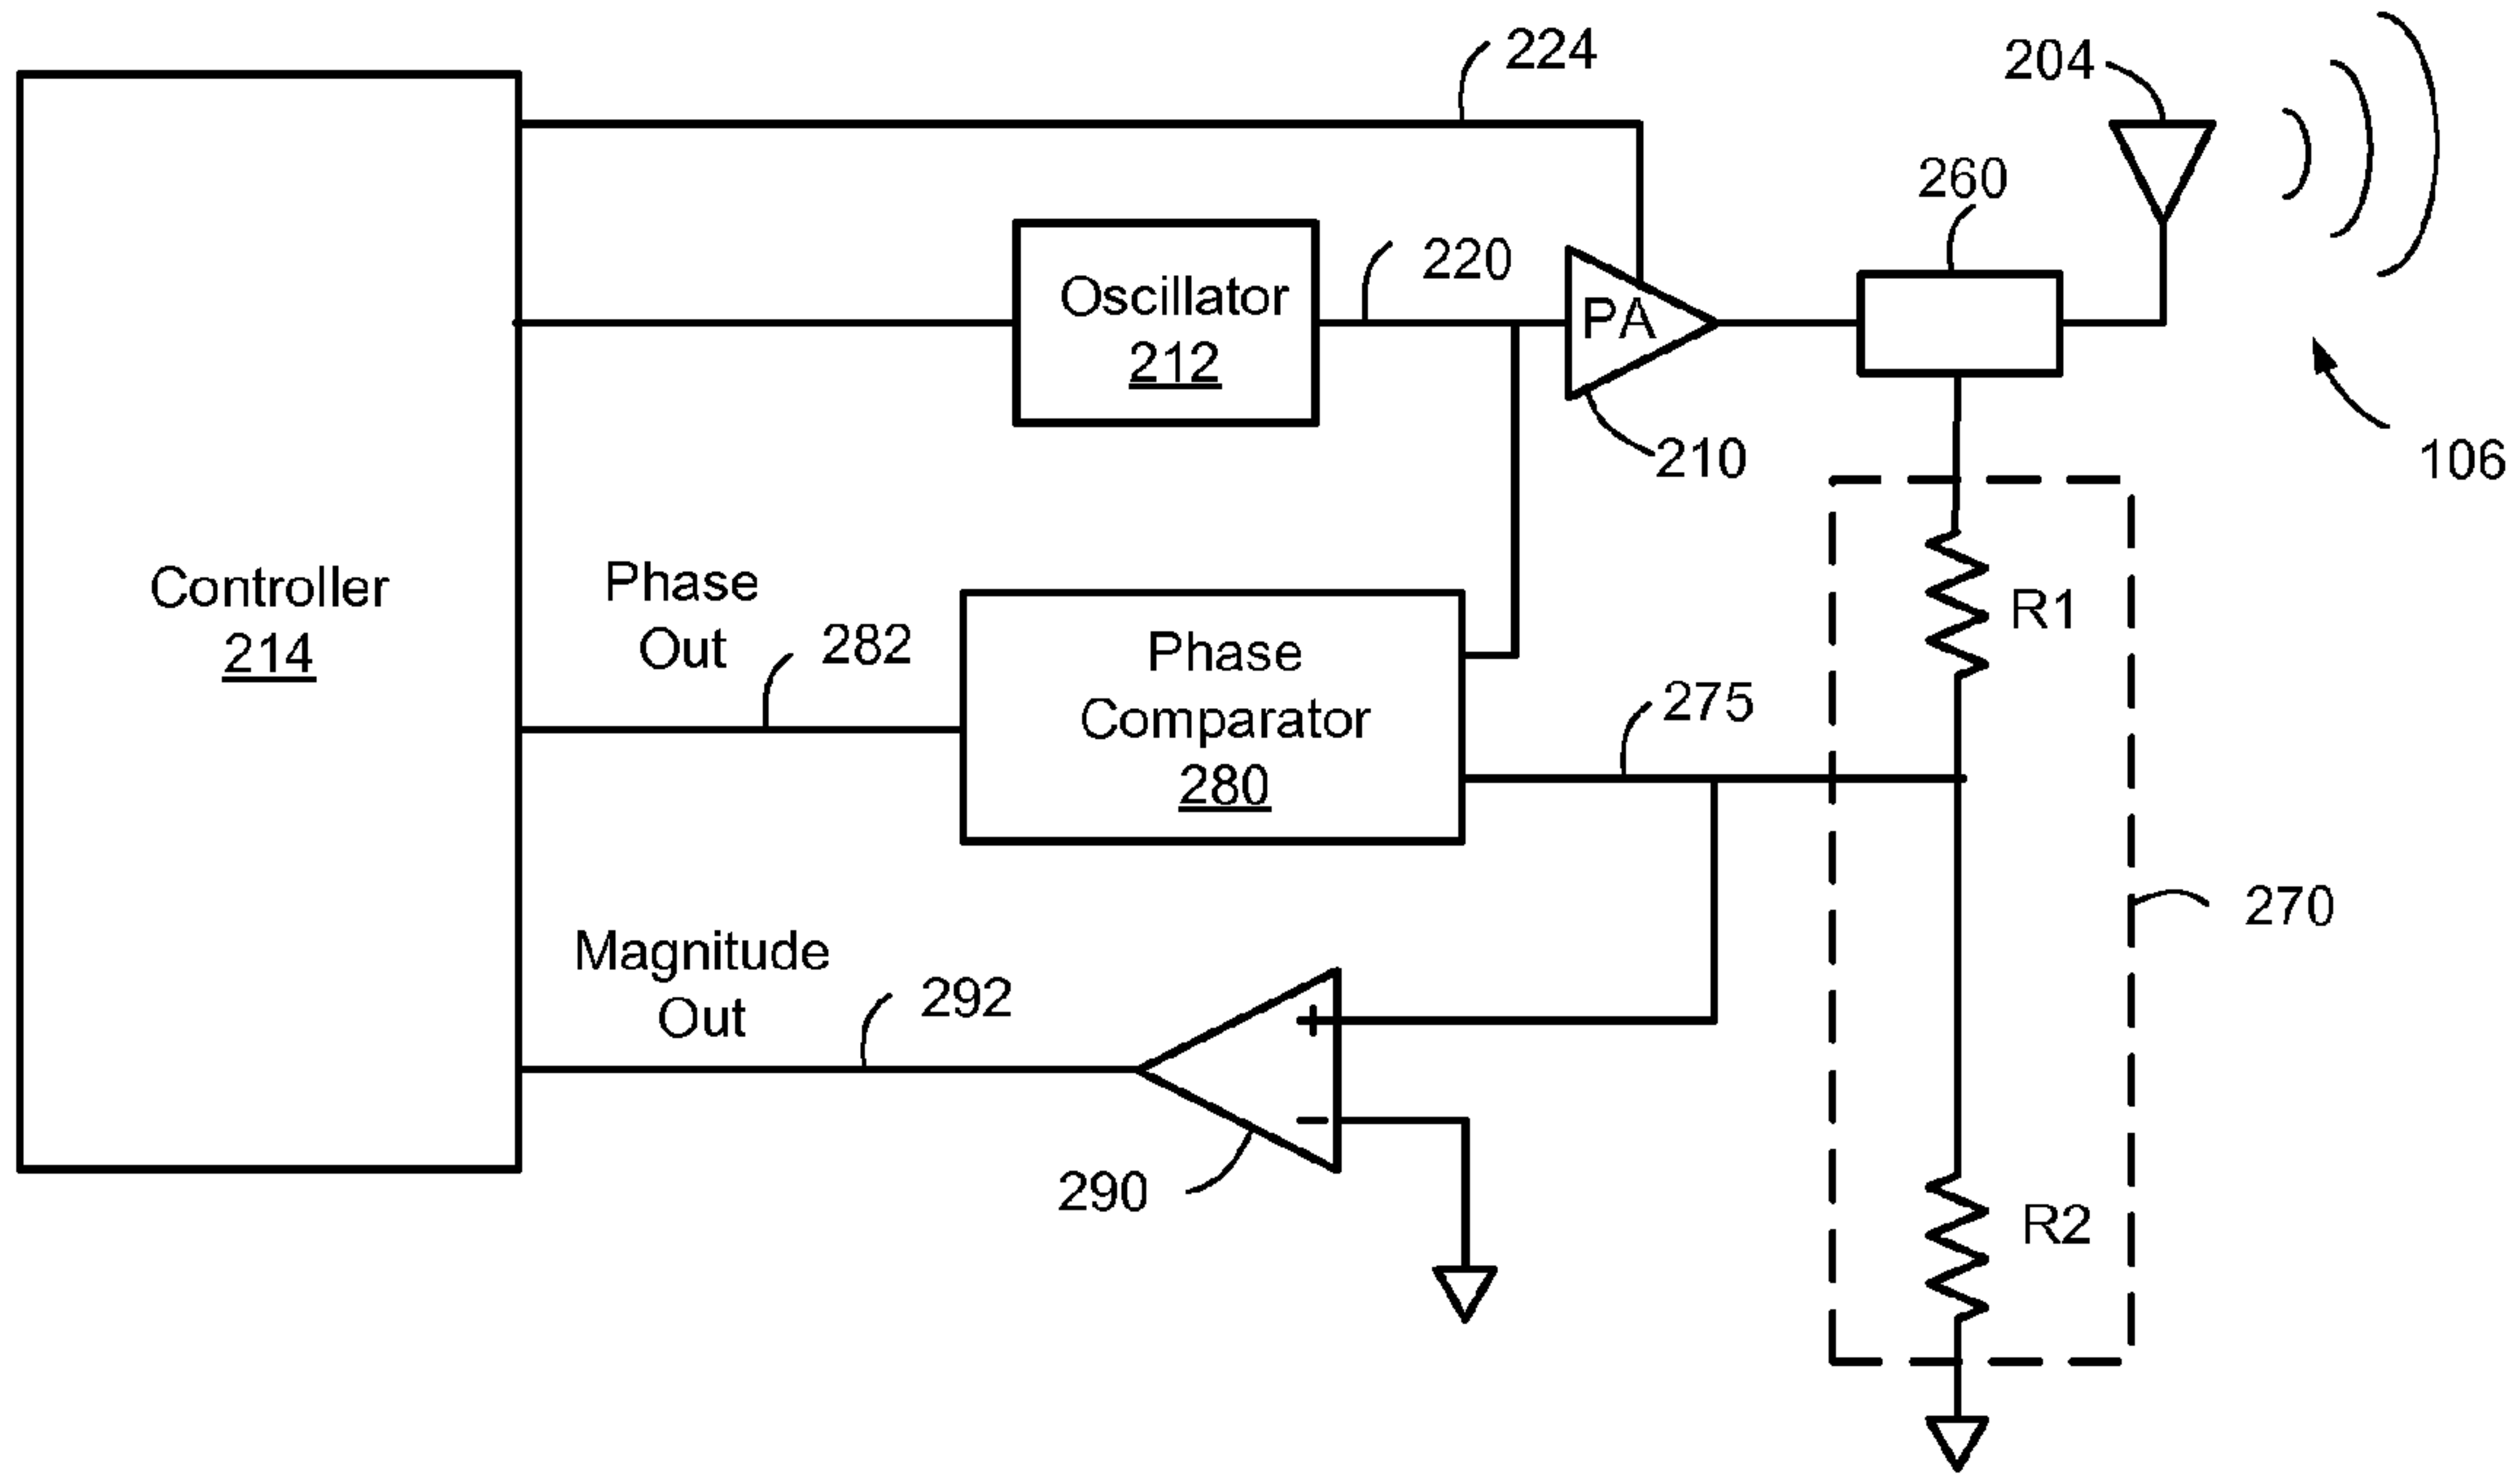 224
204
260
220
Oscillator
212
PA
210
106
Phase
Out
Controller
214
282
Phase
Comparator
280
R1
275
270
Magnitude
Out
292
+
−
290
R2